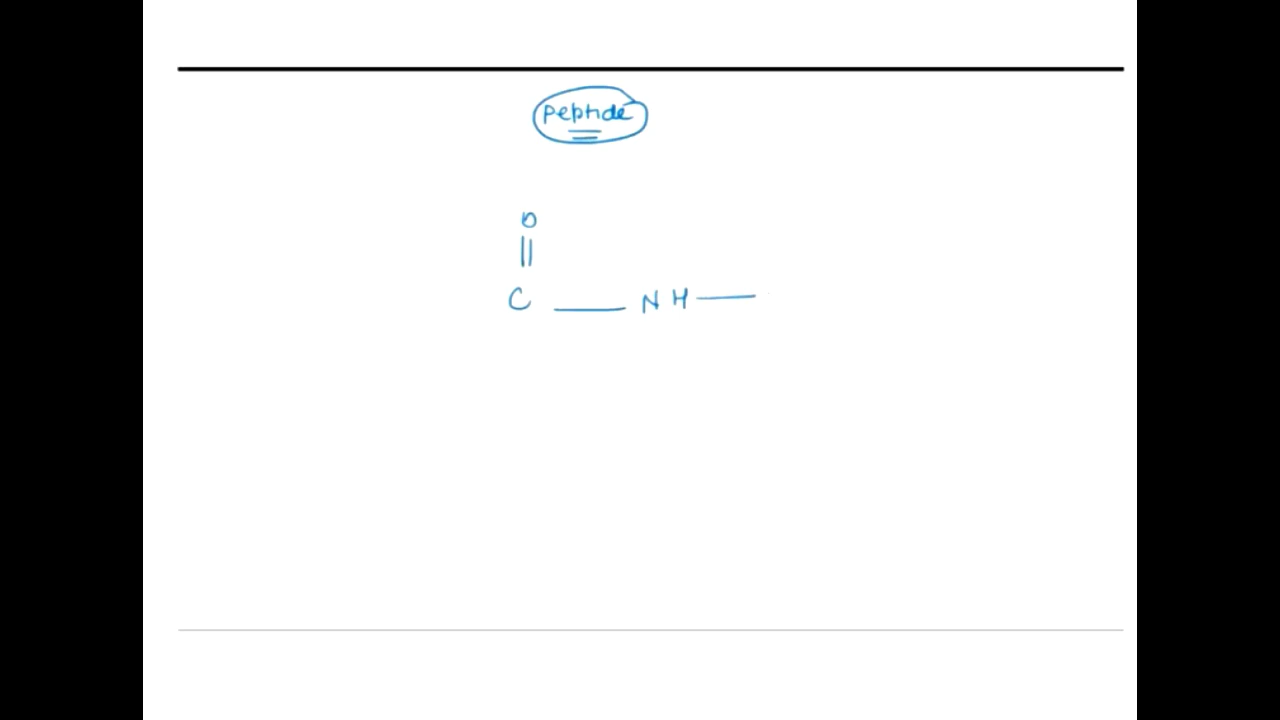 Peptide
O
||
C — NH —